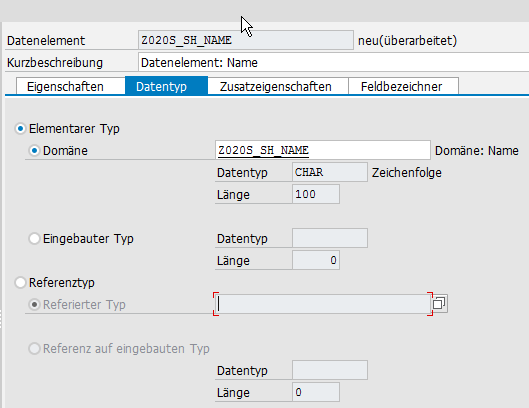 Datenelement Z020S_SH_NAME neu(überarbeitet)
Kurzbeschreibung Datenelement: Name
Eigenschaften Datentyp Zusatzeigenschaften Feldbezeichner
Elementarer Typ
Domäne Z020S_SH_NAME Domäne: Name
Datentyp CHAR Zeichenfolge
Länge 100
Eingebauter Typ Datentyp
Länge 0
Referenztyp
Referierter Typ
Referenz auf eingebauten Typ
Datentyp
Länge 0